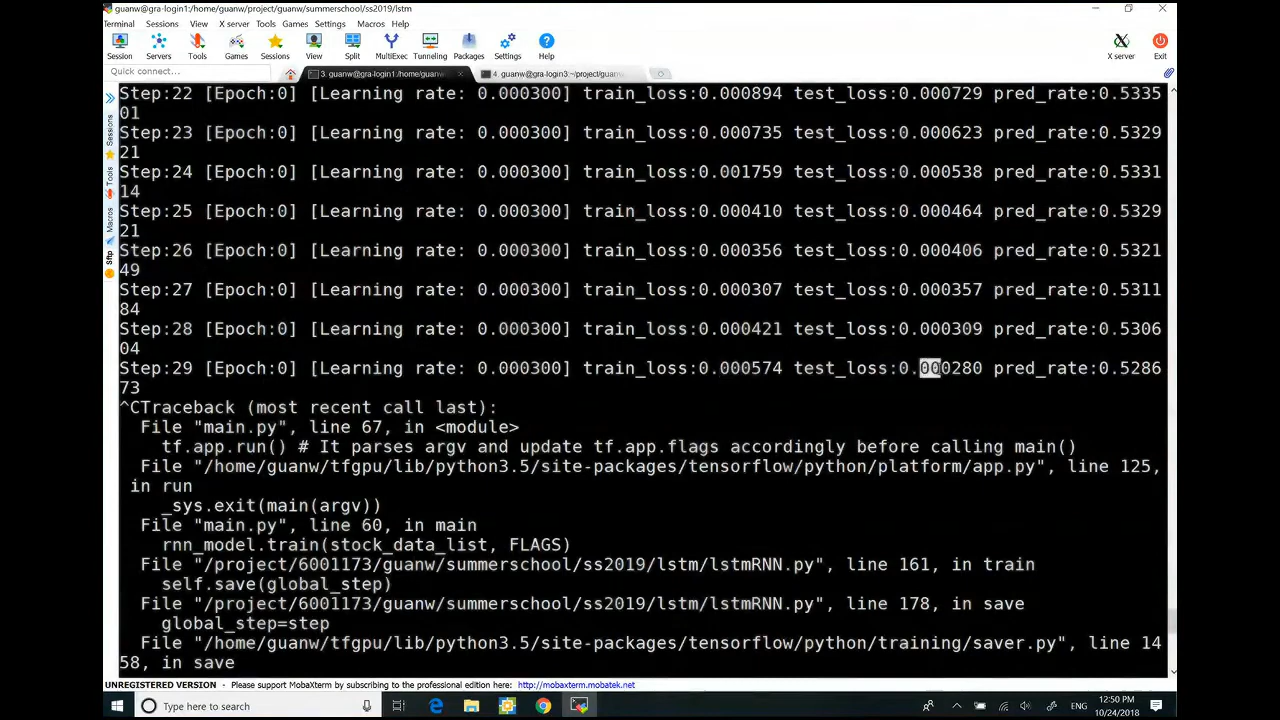 guanw@gra-login1:/home/guanw/project/guanw/summerschool/ss2019/lstm
Terminal Sessions View X server Tools Games Settings Macros Help
Session Servers Tools Games Sessions View Split MultiExec Tunneling Packages Settings Help X server Exit
Quick connect... 3. guanw@gra-login1:/home/guanw 4. guanw@gra-login3:~/project/guanw
Sessions
Tools
Macros
Sftp
Step:22 [Epoch:0] [Learning rate: 0.000300] train_loss:0.000894 test_loss:0.000729 pred_rate:0.5335
01
Step:23 [Epoch:0] [Learning rate: 0.000300] train_loss:0.000735 test_loss:0.000623 pred_rate:0.5329
21
Step:24 [Epoch:0] [Learning rate: 0.000300] train_loss:0.001759 test_loss:0.000538 pred_rate:0.5331
14
Step:25 [Epoch:0] [Learning rate: 0.000300] train_loss:0.000410 test_loss:0.000464 pred_rate:0.5329
21
Step:26 [Epoch:0] [Learning rate: 0.000300] train_loss:0.000356 test_loss:0.000406 pred_rate:0.5321
49
Step:27 [Epoch:0] [Learning rate: 0.000300] train_loss:0.000307 test_loss:0.000357 pred_rate:0.5311
84
Step:28 [Epoch:0] [Learning rate: 0.000300] train_loss:0.000421 test_loss:0.000309 pred_rate:0.5306
04
Step:29 [Epoch:0] [Learning rate: 0.000300] train_loss:0.000574 test_loss:0.000280 pred_rate:0.5286
73
^CTraceback (most recent call last):
File "main.py", line 67, in <module>
tf.app.run() # It parses argv and update tf.app.flags accordingly before calling main()
File "/home/guanw/tfgpu/lib/python3.5/site-packages/tensorflow/python/platform/app.py", line 125,
in run
_sys.exit(main(argv))
File "main.py", line 60, in main
rnn_model.train(stock_data_list, FLAGS)
File "/project/6001173/guanw/summerschool/ss2019/lstm/lstmRNN.py", line 161, in train
self.save(global_step)
File "/project/6001173/guanw/summerschool/ss2019/lstm/lstmRNN.py", line 178, in save
global_step=step
File "/home/guanw/tfgpu/lib/python3.5/site-packages/tensorflow/python/training/saver.py", line 14
58, in save
UNREGISTERED VERSION - Please support MobaXterm by subscribing to the professional edition here: http://mobaxterm.mobatek.net
Type here to search ENG 12:50 PM
10/24/2018